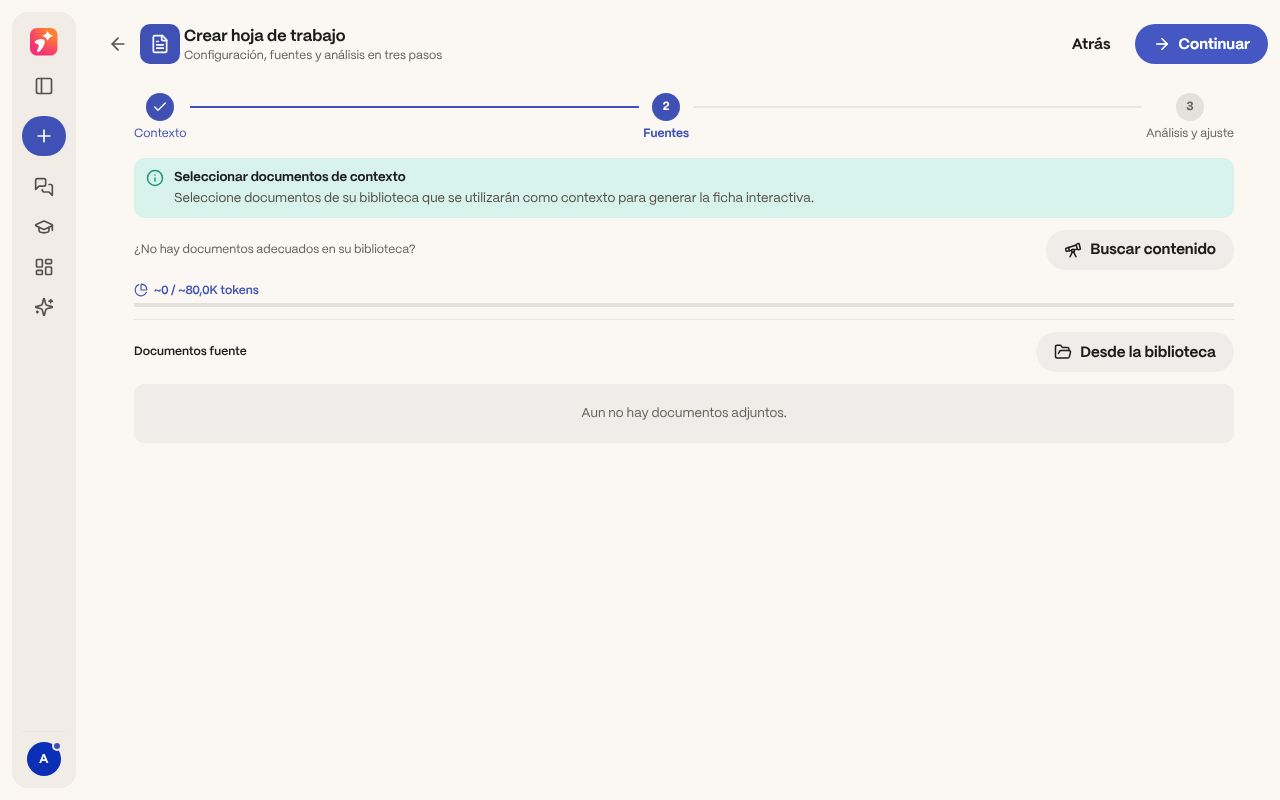 Crear hoja de trabajo
Configuración, fuentes y análisis en tres pasos
Atrás
Continuar
2
3
Contexto
Fuentes
Análisis y ajuste
Seleccionar documentos de contexto
Seleccione documentos de su biblioteca que se utilizarán como contexto para generar la ficha interactiva.
¿No hay documentos adecuados en su biblioteca?
Buscar contenido
~0 / ~80,0K tokens
Documentos fuente
Desde la biblioteca
Aun no hay documentos adjuntos.
A